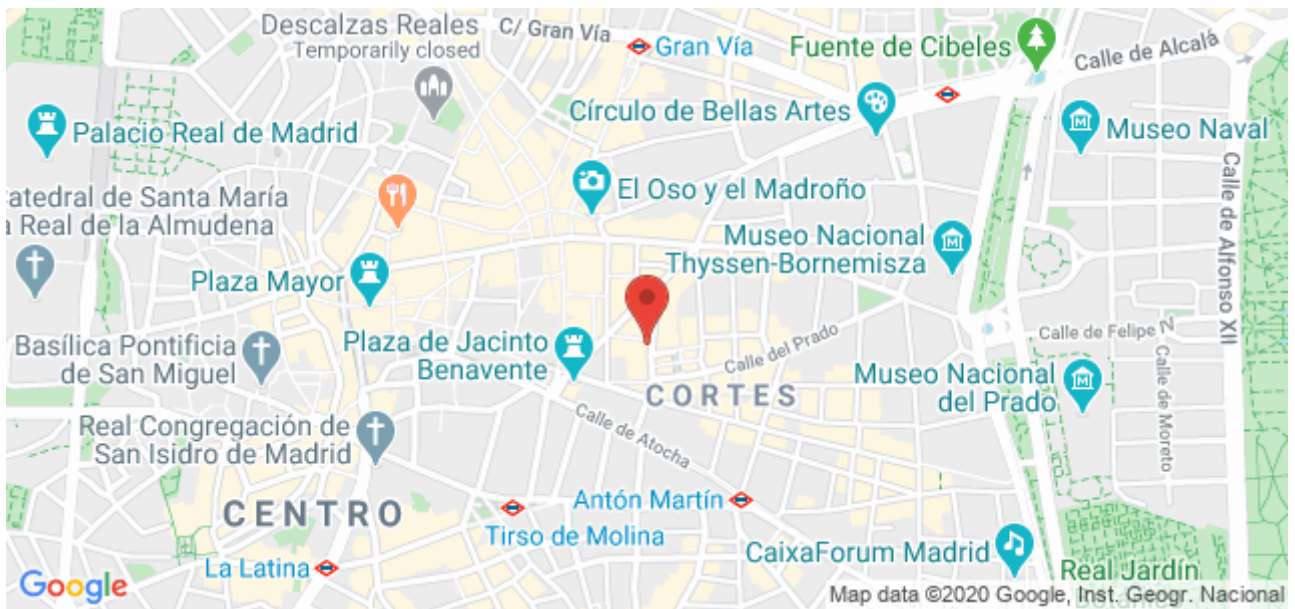 Descalzas Reales
Temporarily closed
C/ Gran Vía
Gran Vía
Fuente de Cibeles
Calle de Alcalá
Palacio Real de Madrid
Círculo de Bellas Artes
Museo Naval
El Oso y el Madroño
atedral de Santa María
a Real de la Almudena
Museo Nacional
Thyssen-Bornemisza
Calle de Alfonso XII
Plaza Mayor
Basílica Pontificia
de San Miguel
Plaza de Jacinto
Benavente
Calle del Prado
Calle de Felipe
Calle de Moreto
CORTES
Museo Nacional
del Prado
Calle de Atocha
Real Congregación de
San Isidro de Madrid
CENTRO
Antón Martín
Tirso de Molina
La Latina
CaixaForum Madrid
Real Jardín
Google
Map data ©2020 Google, Inst. Geogr. Nacional